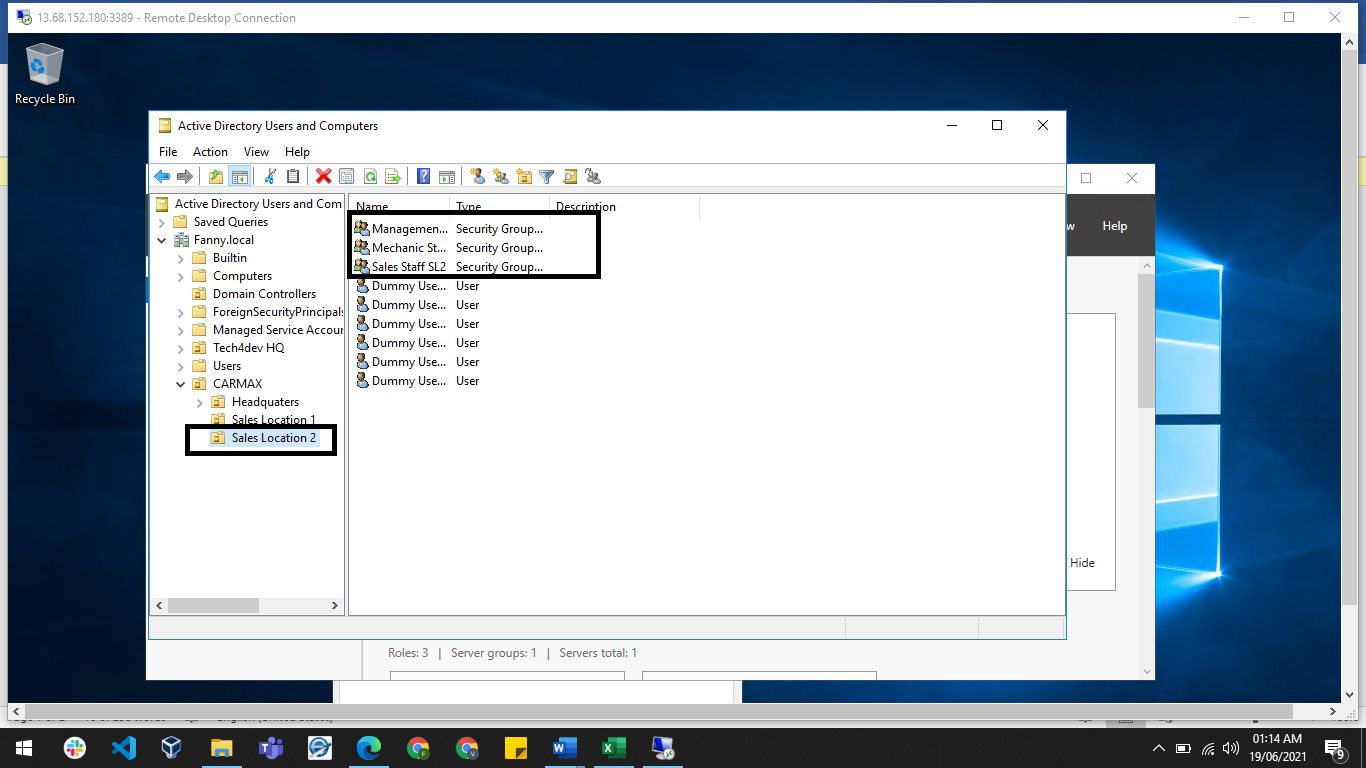 13.68.152.180:3389 - Remote Desktop Connection
Recycle Bin
Active Directory Users and Computers
File Action View Help
Active Directory Users and Com
Saved Queries
Fanny.local
Builtin
Computers
Domain Controllers
ForeignSecurityPrincipals
Managed Service Accour
Tech4dev HQ
Users
CARMAX
Headquaters
Sales Location 1
Sales Location 2
Name Type Description
Managemen... Security Group...
Mechanic St... Security Group...
Sales Staff SL2 Security Group...
Dummy Use... User
Dummy Use... User
Dummy Use... User
Dummy Use... User
Dummy Use... User
Dummy Use... User
w Help
Hide
Roles: 3 | Server groups: 1 | Servers total: 1
01:14 AM
19/06/2021
9